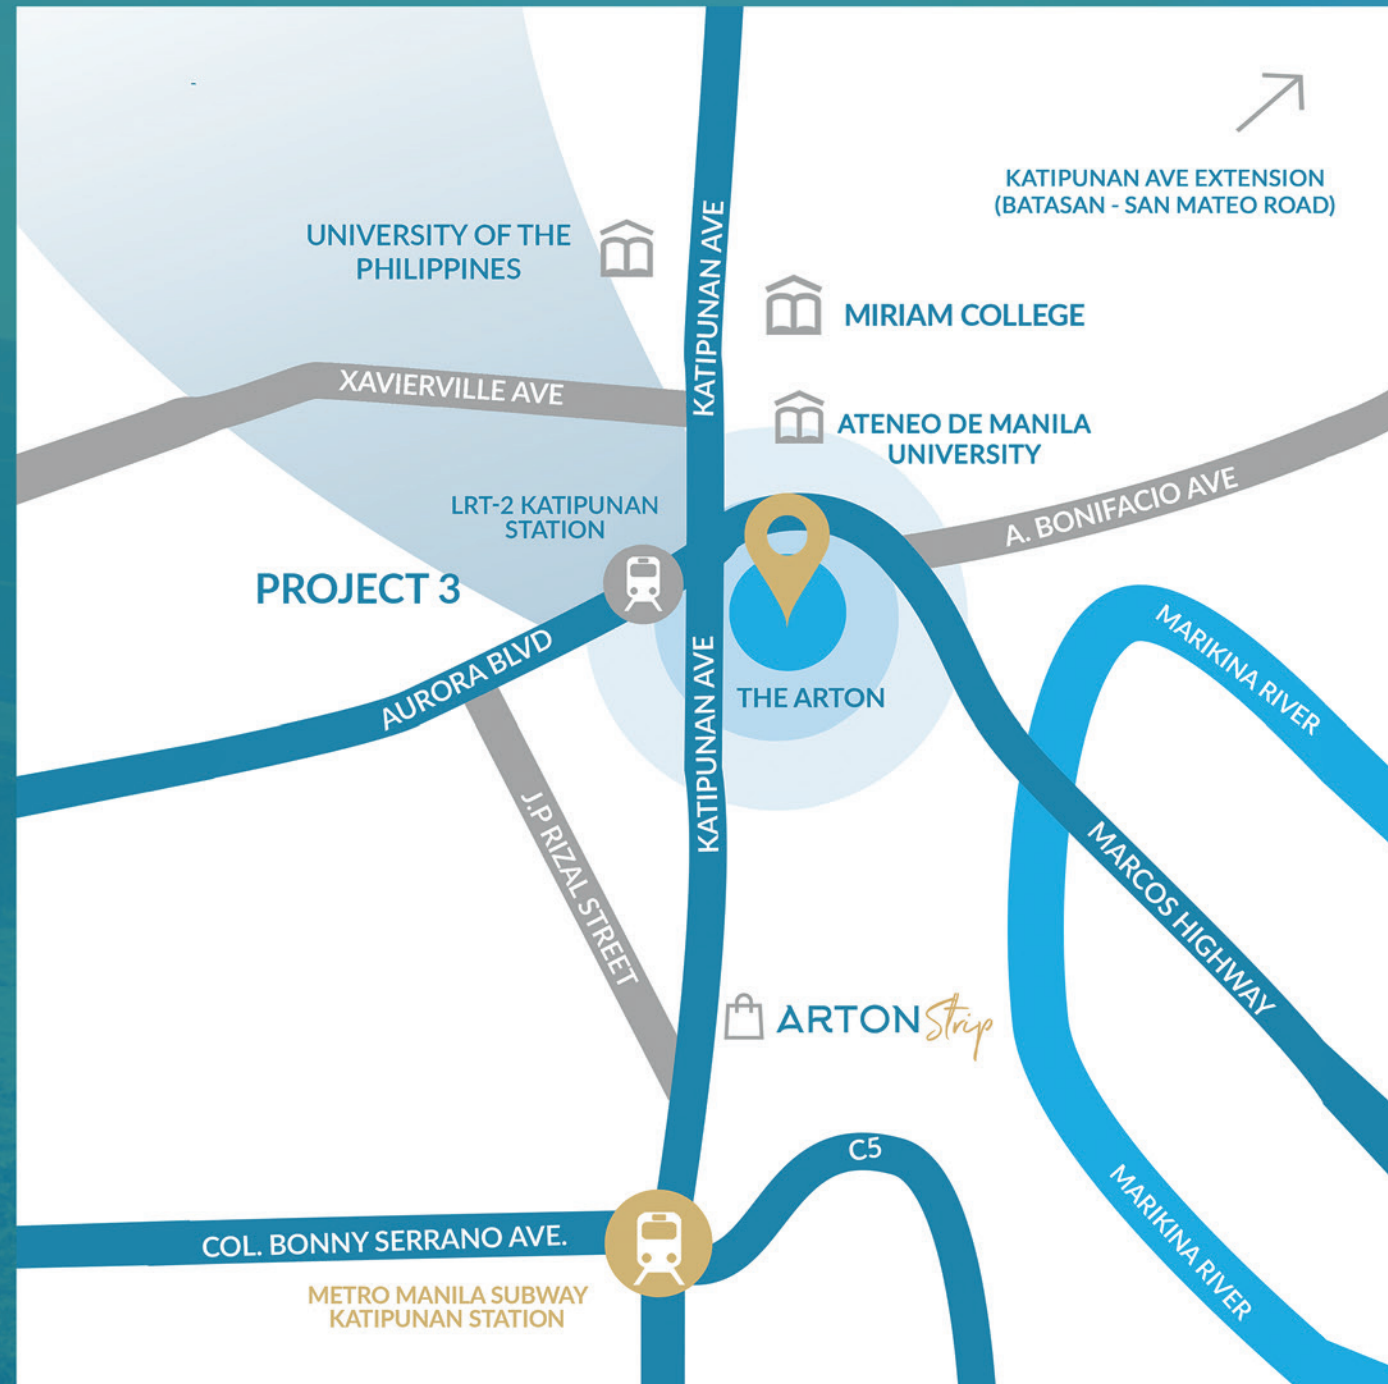 KATIPUNAN AVE EXTENSION
(BATASAN - SAN MATEO ROAD)
UNIVERSITY OF THE
PHILIPPINES
KATIPUNAN AVE
MIRIAM COLLEGE
XAVIERVILLE AVE
ATENEO DE MANILA
UNIVERSITY
LRT-2 KATIPUNAN
STATION
A. BONIFACIO AVE
PROJECT 3
AURORA BLVD
THE ARTON
MARIKINA RIVER
KATIPUNAN AVE
J.P RIZAL STREET
MARCOS HIGHWAY
ARTON Strip
C5
COL. BONNY SERRANO AVE.
MARIKINA RIVER
METRO MANILA SUBWAY
KATIPUNAN STATION